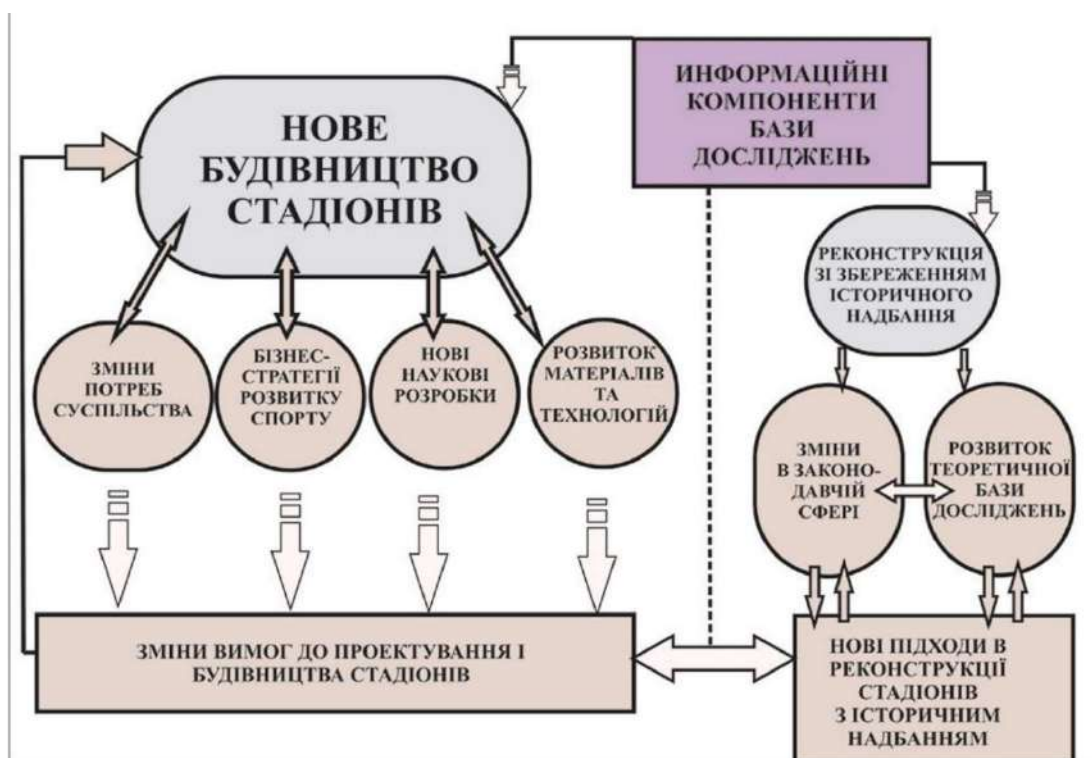 ИНФОРМАЦІЙНІ
КОМПОНЕНТИ
БАЗИ
ДОСЛІДЖЕНЬ
НОВЕ
БУДІВНИЦТВО
СТАДІОНІВ
РЕКОНСТРУКЦІЯ
ЗІ ЗБЕРЕЖЕННЯМ
ІСТОРИЧНОГО
НАДБАННЯ
ЗМІНИ
ПОТРЕБ
СУСПІЛЬСТВА
БІЗНЕС-
СТРАТЕГІЇ
РОЗВИТКУ
СПОРТУ
НОВІ
НАУКОВІ
РОЗРОБКИ
РОЗВИТОК
МАТЕРІАЛІВ
ТА
ТЕХНОЛОГІЙ
ЗМІНИ
В ЗАКОНО-
ДАВЧІЙ
СФЕРІ
РОЗВИТОК
ТЕОРЕТИЧНОЇ
БАЗИ
ДОСЛІДЖЕНЬ
ЗМІНИ ВИМОГ ДО ПРОЕКТУВАННЯ І
БУДІВНИЦТВА СТАДІОНІВ
НОВІ ПІДХОДИ В
РЕКОНСТРУКЦІЇ
СТАДІОНІВ
З ІСТОРИЧНИМ
НАДБАННЯМ